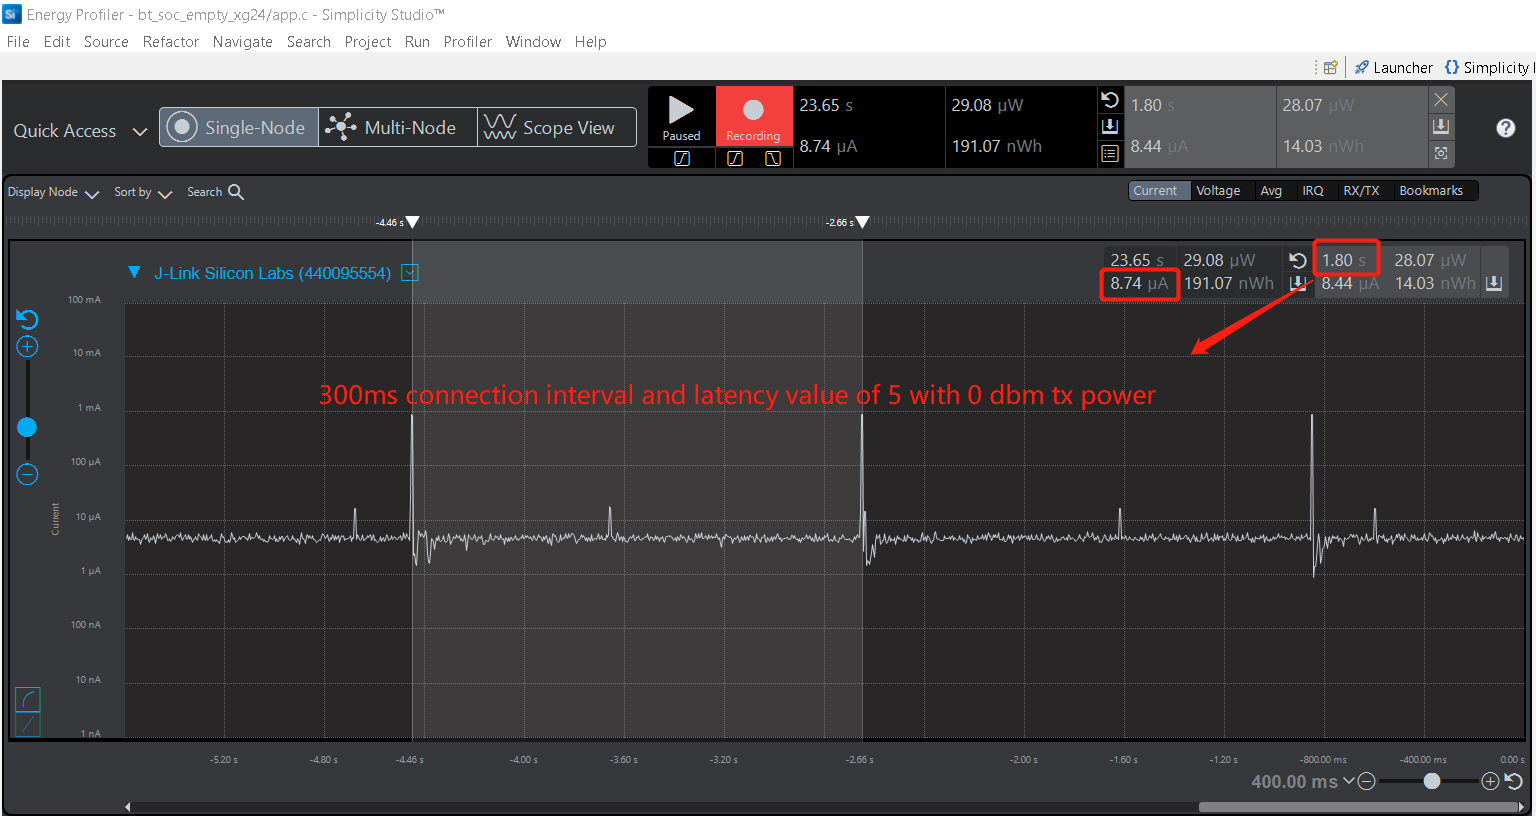 Si Energy Profiler - bt_soc_empty_xg24/app.c - Simplicity Studio™
File Edit Source Refactor Navigate Search Project Run Profiler Window Help
Launcher {} Simplicity I
Quick Access Single-Node Multi-Node Scope View
Paused Recording
23.65 s 29.08 µW 1.80 s 28.07 µW
8.74 µA 191.07 nWh 8.44 µA 14.03 nWh
?
Display Node Sort by Search
Current Voltage Avg IRQ RX/TX Bookmarks
-4.46 s -2.66 s
J-Link Silicon Labs (440095554)
23.65 s 29.08 µW 1.80 s 28.07 µW
8.74 µA 191.07 nWh 8.44 µA 14.03 nWh
300ms connection interval and latency value of 5 with 0 dbm tx power
100 mA
10 mA
1 mA
100 µA
10 µA
1 µA
100 nA
10 nA
1 nA
Current
-5.20 s -4.80 s -4.46 s -4.00 s -3.60 s -3.20 s -2.66 s -2.00 s -1.60 s -1.20 s -800.00 ms -400.00 ms 0.00 s
400.00 ms